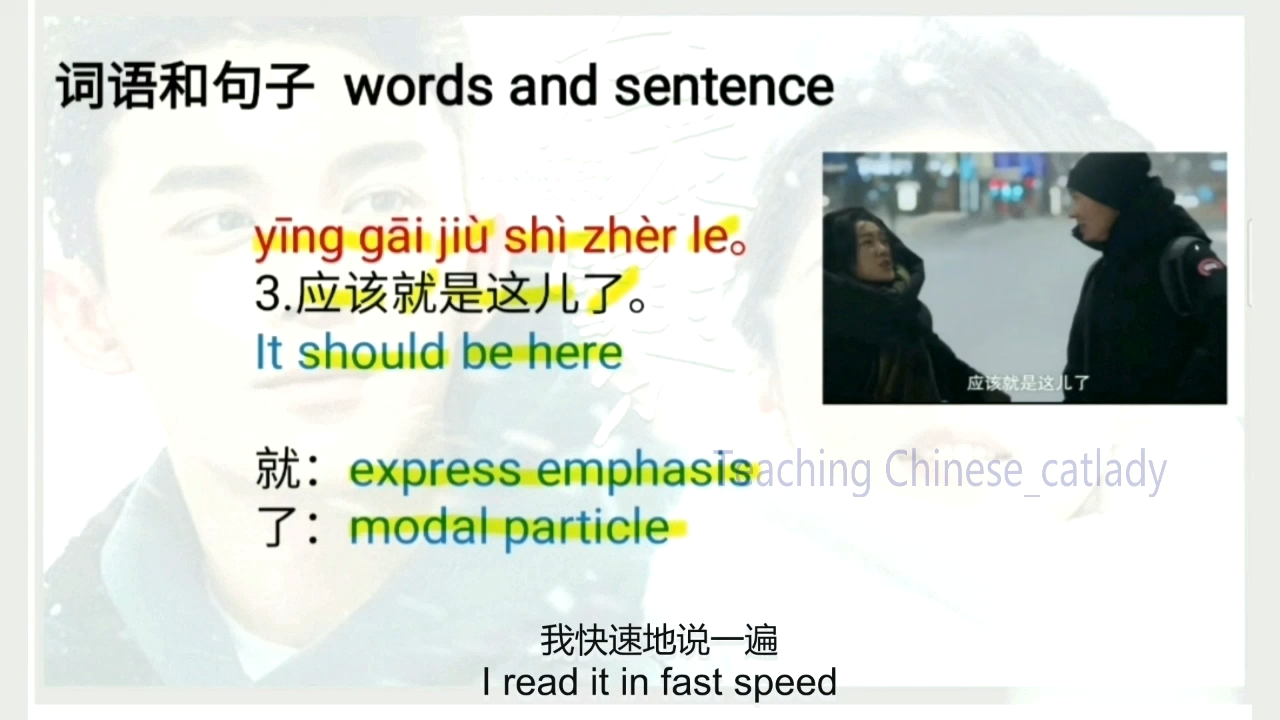 词语和句子 words and sentence
yīng gāi jiù shì zhèr le。
3.应该就是这儿了。
It should be here
应该就是这儿了
就：express emphasis
Teaching Chinese_catlady
了：modal particle
我快速地说一遍
I read it in fast speed